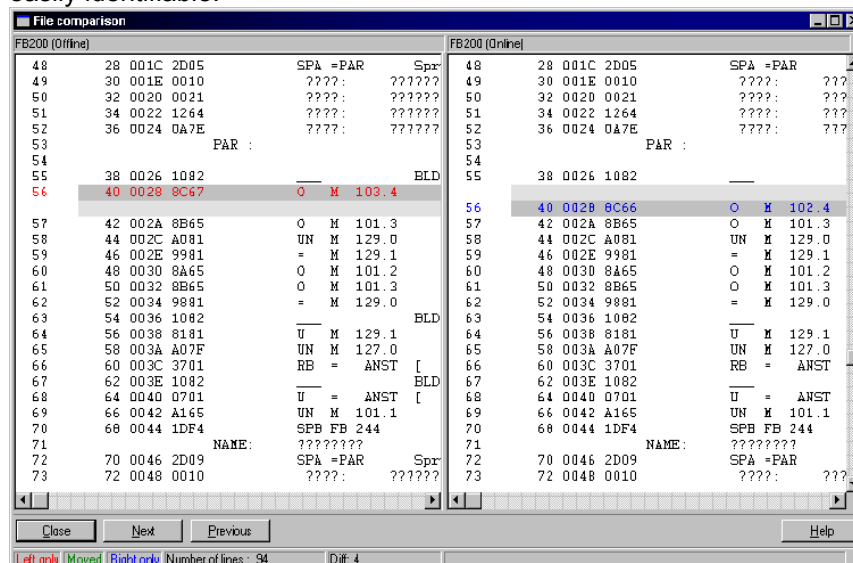 easily identifiable.
File comparison
FB200 (Offline)
48 28 001C 2D05 SPA =PAR Spr
49 30 001E 0010 ????: ??????
50 32 0020 0021 ????: ??????
51 34 0022 1264 ????: ??????
52 36 0024 0A7E ????: ??????
53 PAR :
54
55 38 0026 1082 ___ BLD
56 40 0028 8C67 O M 103.4
57 42 002A 8B65 O M 101.3
58 44 002C A081 UN M 129.0
59 46 002E 9981 = M 129.1
60 48 0030 8A65 O M 101.2
61 50 0032 8B65 O M 101.3
62 52 0034 9881 = M 129.0
63 54 0036 1082 ___ BLD
64 56 0038 8181 U M 129.1
65 58 003A A07F UN M 127.0
66 60 003C 3701 RB = ANST [
67 62 003E 1082 ___ BLD
68 64 0040 0701 U = ANST [
69 66 0042 A165 UN M 101.1
70 68 0044 1DF4 SPB FB 244
71 NAME: ????????
72 70 0046 2D09 SPA =PAR Spr
73 72 0048 0010 ????: ??????
FB200 (Online)
48 28 001C 2D05 SPA =PAR
49 30 001E 0010 ????: ???
50 32 0020 0021 ????: ???
51 34 0022 1264 ????: ???
52 36 0024 0A7E ????: ???
53 PAR :
54
55 38 0026 1082 ___
56 40 0028 8C66 O M 102.4
57 42 002A 8B65 O M 101.3
58 44 002C A081 UN M 129.0
59 46 002E 9981 = M 129.1
60 48 0030 8A65 O M 101.2
61 50 0032 8B65 O M 101.3
62 52 0034 9881 = M 129.0
63 54 0036 1082 ___
64 56 0038 8181 U M 129.1
65 58 003A A07F UN M 127.0
66 60 003C 3701 RB = ANST
67 62 003E 1082 ___
68 64 0040 0701 U = ANST
69 66 0042 A165 UN M 101.1
70 68 0044 1DF4 SPB FB 244
71 NAME: ????????
72 70 0046 2D09 SPA =PAR
73 72 0048 0010 ????: ???
Close Next Previous Help
Left only Moved Right only Number of lines : 94 Diff: 4